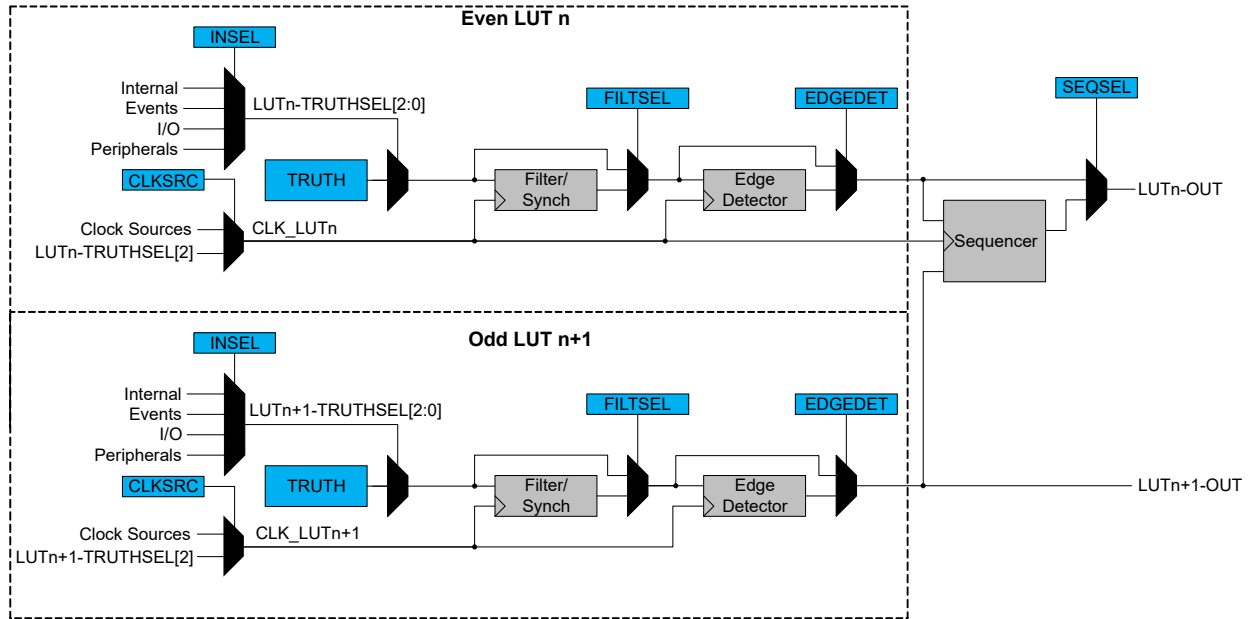 Even LUT n
INSEL
Internal
Events
I/O
Peripherals
LUTn-TRUTHSEL[2:0]
FILTSEL
EDGEDET
SEQSEL
CLKSRC
TRUTH
Filter/
Synch
Edge
Detector
LUTn-OUT
Clock Sources
LUTn-TRUTHSEL[2]
CLK_LUTn
Sequencer
Odd LUT n+1
INSEL
Internal
Events
I/O
Peripherals
LUTn+1-TRUTHSEL[2:0]
FILTSEL
EDGEDET
CLKSRC
TRUTH
Filter/
Synch
Edge
Detector
LUTn+1-OUT
Clock Sources
LUTn+1-TRUTHSEL[2]
CLK_LUTn+1